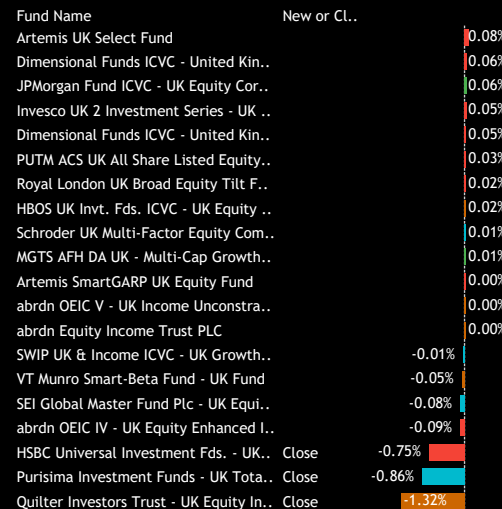 Fund Name New or Cl..
Artemis UK Select Fund 0.08%
Dimensional Funds ICVC - United Kin.. 0.06%
JPMorgan Fund ICVC - UK Equity Cor.. 0.06%
Invesco UK 2 Investment Series - UK .. 0.05%
Dimensional Funds ICVC - United Kin.. 0.05%
PUTM ACS UK All Share Listed Equity.. 0.03%
Royal London UK Broad Equity Tilt F.. 0.02%
HBOS UK Invt. Fds. ICVC - UK Equity .. 0.02%
Schroder UK Multi-Factor Equity Com.. 0.01%
MGTS AFH DA UK - Multi-Cap Growth.. 0.01%
Artemis SmartGARP UK Equity Fund 0.00%
abrdn OEIC V - UK Income Unconstra.. 0.00%
abrdn Equity Income Trust PLC 0.00%
SWIP UK & Income ICVC - UK Growth.. -0.01%
VT Munro Smart-Beta Fund - UK Fund -0.05%
SEI Global Master Fund Plc - UK Equi.. -0.08%
abrdn OEIC IV - UK Equity Enhanced I.. -0.09%
HSBC Universal Investment Fds. - UK.. Close -0.75%
Purisima Investment Funds - UK Tota.. Close -0.86%
Quilter Investors Trust - UK Equity In.. Close -1.32%